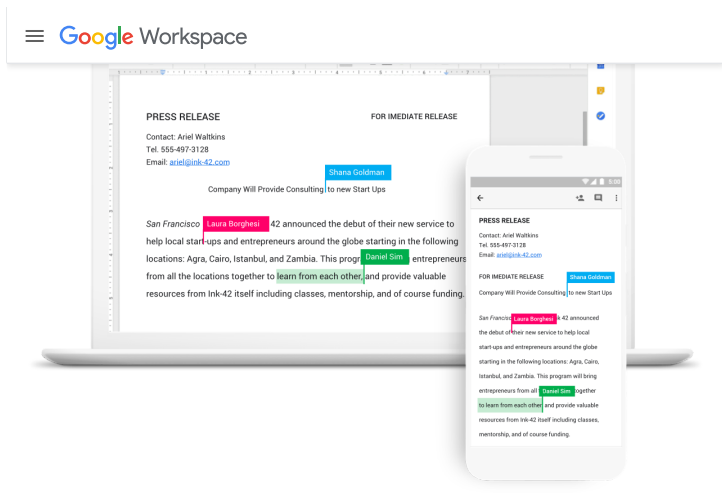 Google Workspace
PRESS RELEASE
FOR IMEDIATE RELEASE
Contact: Ariel Waltkins
Tel. 555-497-3128
Email: ariel@ink-42.com
Shana Goldman
Company Will Provide Consulting to new Start Ups
San Francisco Laura Borghesi 42 announced the debut of their new service to
help local start-ups and entrepreneurs around the globe starting in the following
locations: Agra, Cairo, Istanbul, and Zambia. This progr Daniel Sim entrepreneurs
from all the locations together to learn from each other, and provide valuable
resources from Ink-42 itself including classes, mentorship, and of course funding.
5:00
PRESS RELEASE
Contact: Ariel Waltkins
Tel. 555-497-3128
Email: ariel@ink-42.com
FOR IMEDIATE RELEASE
Shana Goldman
Company Will Provide Consulting to new Start Ups
San Francisc Laura Borghesi k 42 announced
the debut of their new service to help local
start-ups and entrepreneurs around the globe
starting in the following locations: Agra, Cairo,
Istanbul, and Zambia. This program will bring
entrepreneurs from all Daniel Sim ogether
to learn from each other and provide valuable
resources from Ink-42 itself including classes,
mentorship, and of course funding.